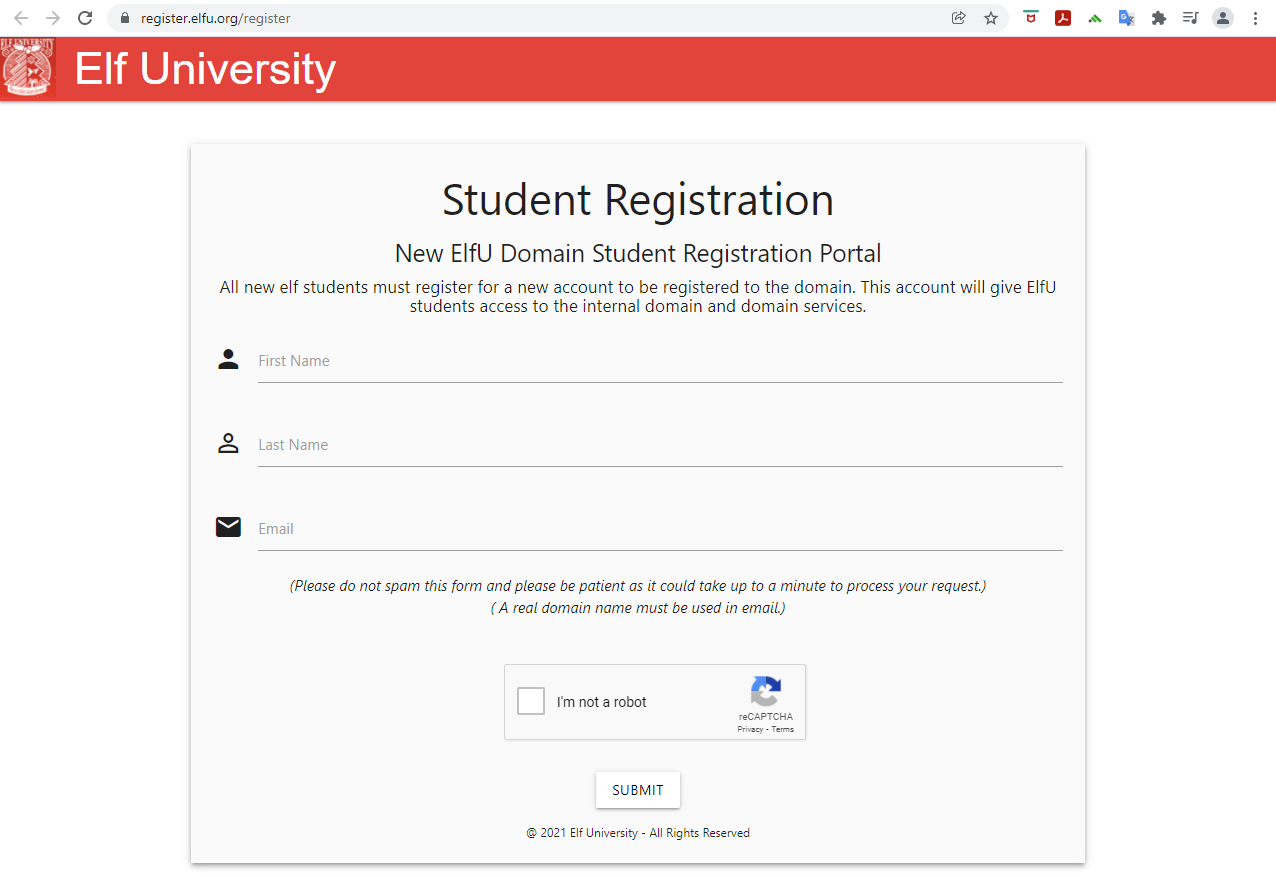 register.elfu.org/register
ELF UNIVERSITY
Elf University
Student Registration
New ElfU Domain Student Registration Portal
All new elf students must register for a new account to be registered to the domain. This account will give ElfU
students access to the internal domain and domain services.
First Name
Last Name
Email
(Please do not spam this form and please be patient as it could take up to a minute to process your request.)
( A real domain name must be used in email.)
I'm not a robot
reCAPTCHA
Privacy - Terms
SUBMIT
@ 2021 Elf University - All Rights Reserved